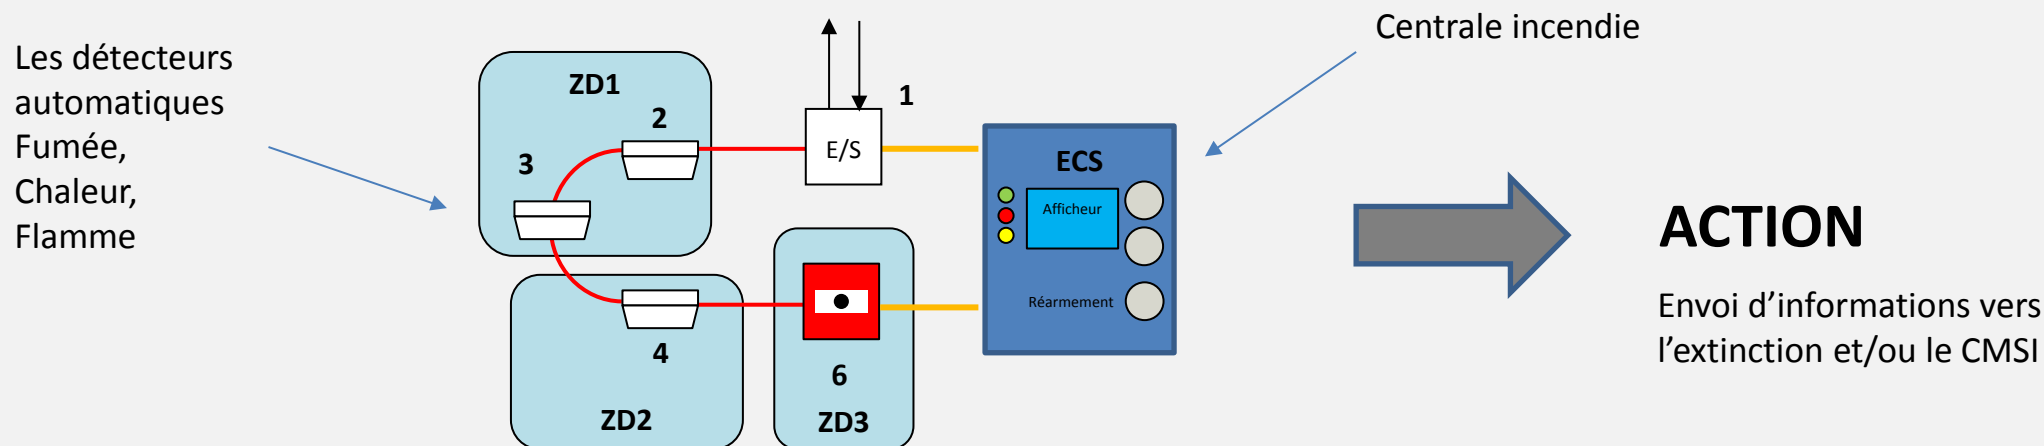 Les détecteurs
automatiques
Fumée,
Chaleur,
Flamme
ZD1
2
3
E/S
1
Centrale incendie
ECS
Afficheur
Réarmement
4
ZD2
6
ZD3
ACTION
Envoi d’informations vers
l’extinction et/ou le CMSI